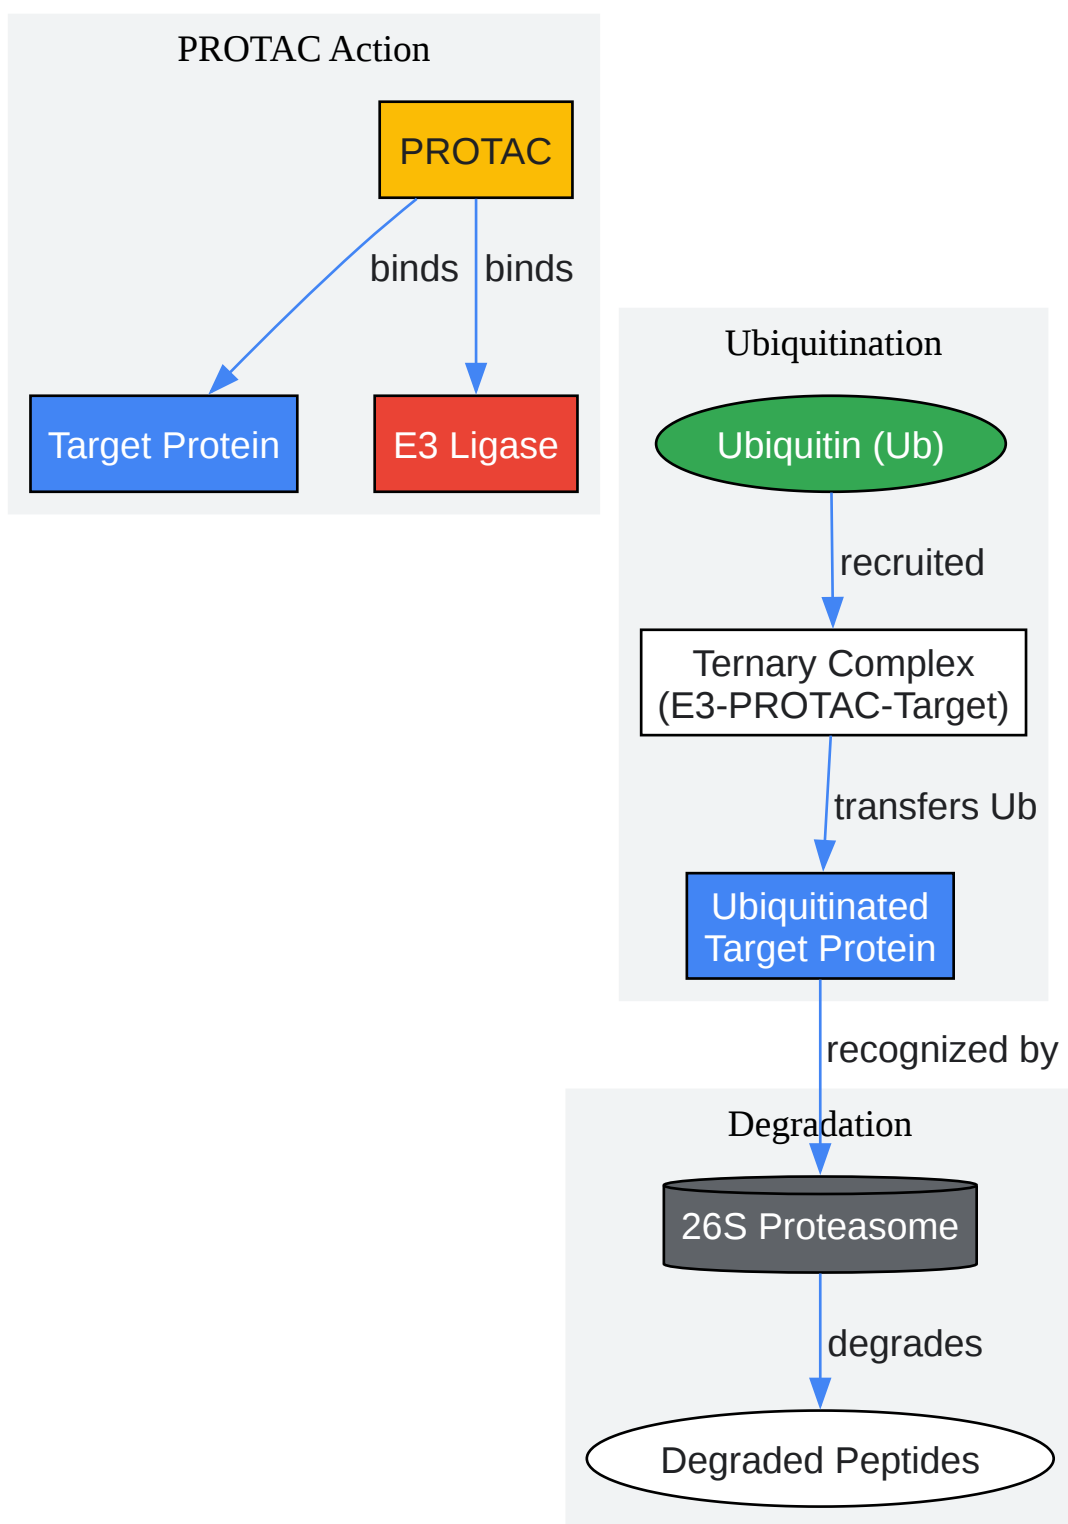 PROTAC Action
PROTAC
binds
binds
Target Protein
E3 Ligase
Ubiquitination
Ubiquitin (Ub)
recruited
Ternary Complex
(E3-PROTAC-Target)
transfers Ub
Ubiquitinated
Target Protein
recognized by
Degradation
26S Proteasome
degrades
Degraded Peptides